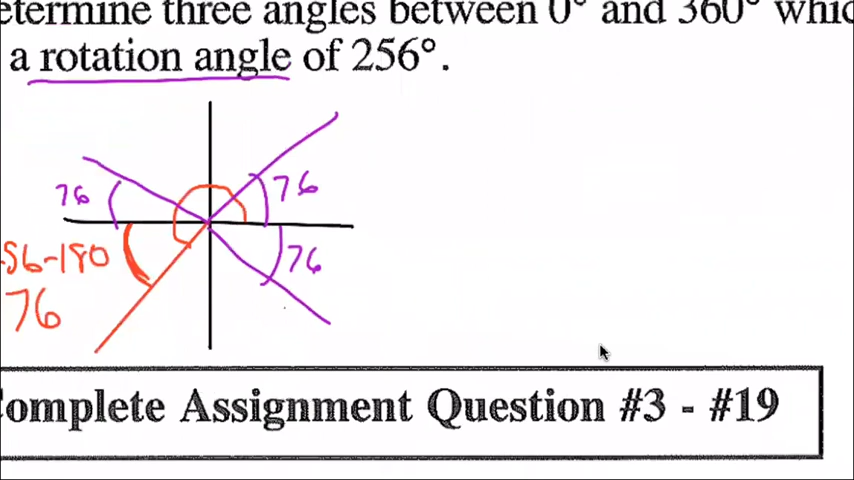 etermine three angles between 0° and 360° whic
a rotation angle of 256°.
76
76
56-180
76
76
omplete Assignment Question #3 - #19